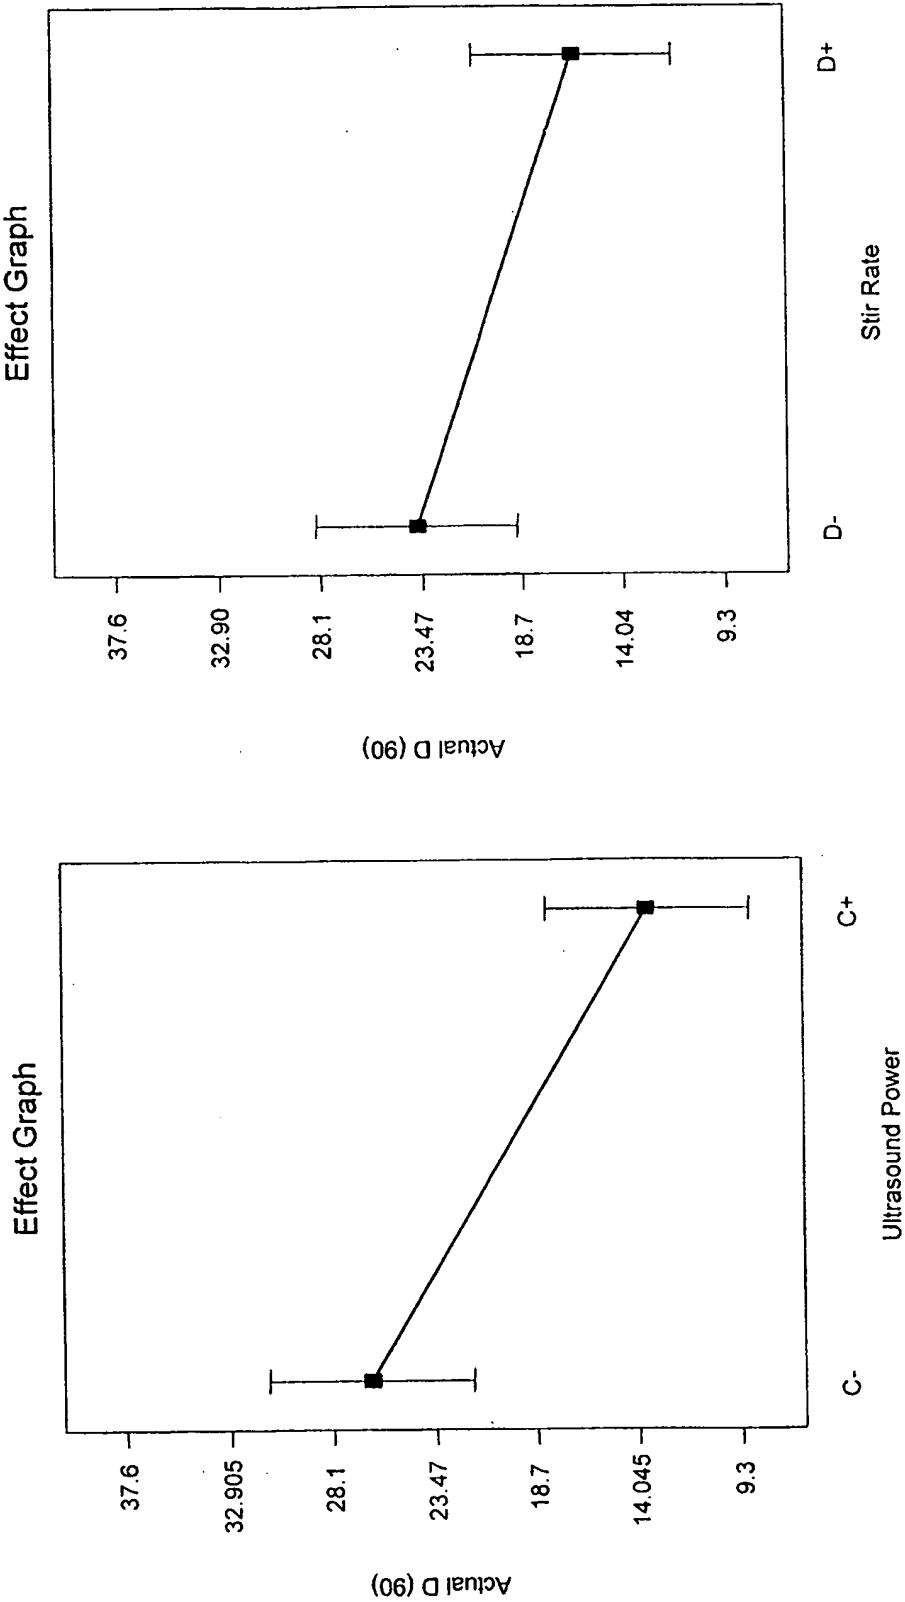 Effect Graph
37.6
32.905
28.1
23.47
18.7
14.045
9.3
Actual D (90)
C-
C+
Ultrasound Power
Effect Graph
37.6
32.90
28.1
23.47
18.7
14.04
9.3
Actual D (90)
D-
D+
Stir Rate